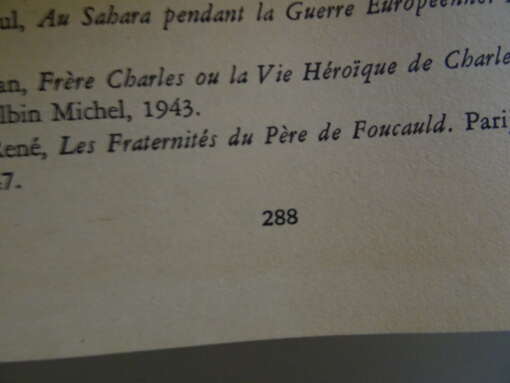 ul, Au Sahara pendant la Guerre Européenne.
an, Frère Charles ou la Vie Héroïque de Charle
lbin Michel, 1943.
René, Les Fraternités du Père de Foucauld. Pari
7.
288